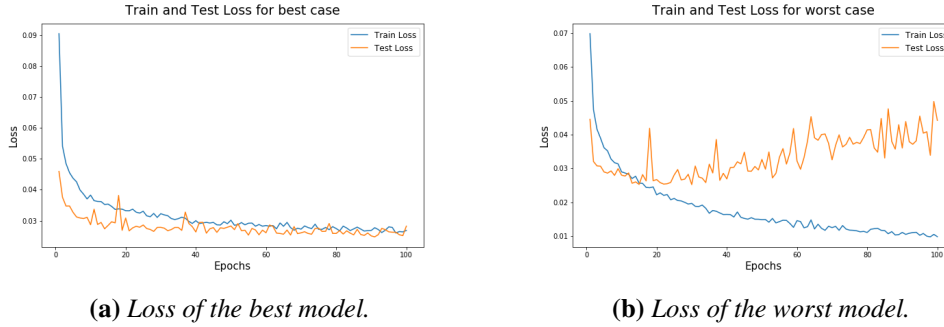 Train and Test Loss for best case
Train Loss
Test Loss
0.09
0.08
0.07
0.06
0.05
0.04
0.03
Loss
0
20
40
60
80
100
Epochs
(a) Loss of the best model.
Train and Test Loss for worst case
Train Loss
Test Loss
0.07
0.06
0.05
0.04
0.03
0.02
0.01
Loss
0
20
40
60
80
100
Epochs
(b) Loss of the worst model.